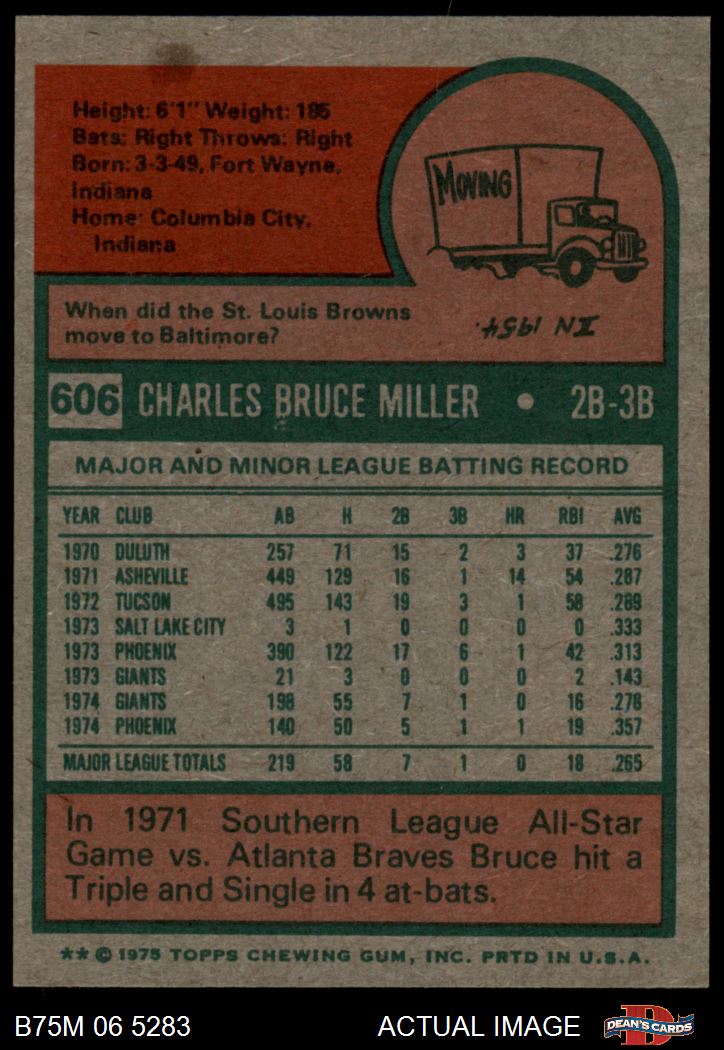 Height: 6'1" Weight: 185
Bats: Right Throws: Right
Born: 3-3-49, Fort Wayne,
Indiana
Home: Columbia City,
Indiana
MOVING
When did the St. Louis Browns
move to Baltimore?
IN 1954.
606 CHARLES BRUCE MILLER • 2B-3B
MAJOR AND MINOR LEAGUE BATTING RECORD
YEAR CLUB AB H 2B 3B HR RBI AVG
1970 DULUTH 257 71 15 2 3 37 .276
1971 ASHEVILLE 449 129 16 1 14 54 .287
1972 TUCSON 495 143 19 3 1 58 .289
1973 SALT LAKE CITY 3 1 0 0 0 0 .333
1973 PHOENIX 390 122 17 6 1 42 .313
1973 GIANTS 21 3 0 0 0 2 .143
1974 GIANTS 198 55 7 1 0 16 .278
1974 PHOENIX 140 50 5 1 1 19 .357
MAJOR LEAGUE TOTALS 219 58 7 1 0 18 .265
In 1971 Southern League All-Star
Game vs. Atlanta Braves Bruce hit a
Triple and Single in 4 at-bats.
** © 1975 TOPPS CHEWING GUM, INC. PRTD IN U.S.A.
B75M 06 5283 ACTUAL IMAGE DEAN'S CARDS